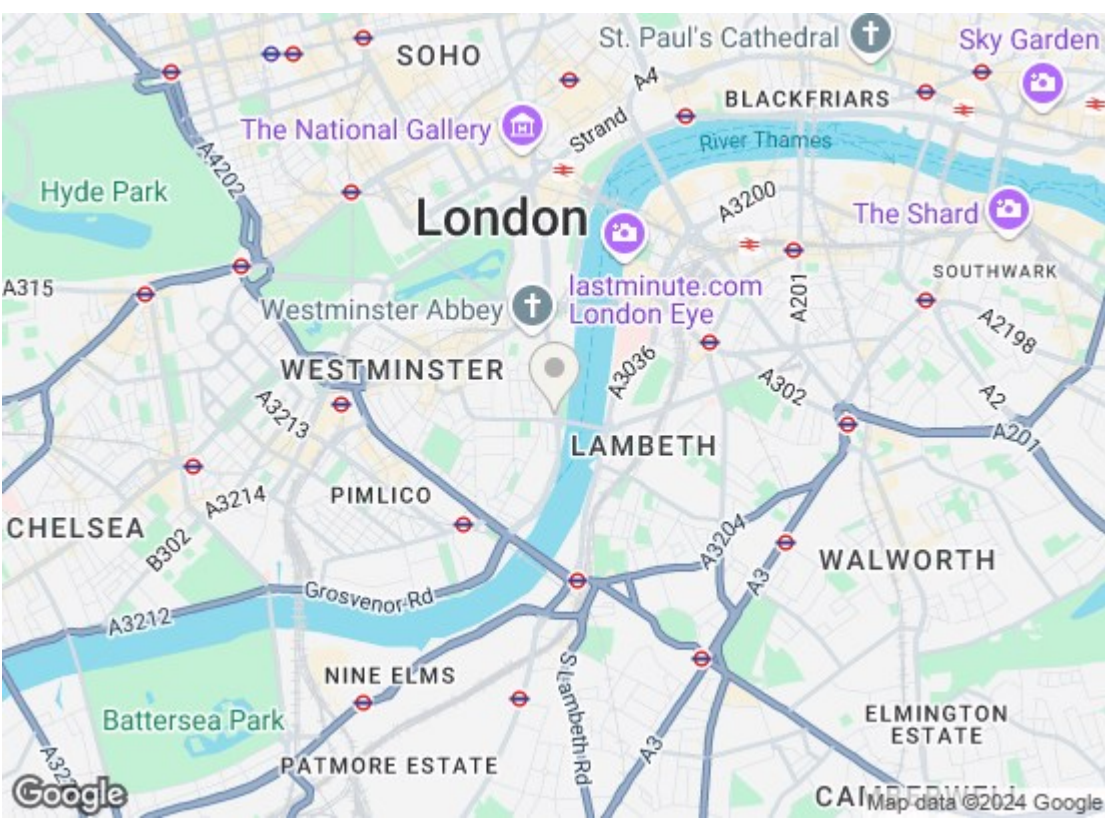 SOHO
St. Paul's Cathedral
Sky Garden
A4
BLACKFRIARS
The National Gallery
Strand
River Thames
A4202
Hyde Park
A3200
London
The Shard
A315
lastminute.com
London Eye
SOUTHWARK
A201
Westminster Abbey
A2198
WESTMINSTER
A3036
A302
A2
A3213
A201
LAMBETH
A3214
PIMLICO
CHELSEA
B302
A3204
WALWORTH
A3
Grosvenor Rd
A3212
NINE ELMS
S Lambeth Rd
Battersea Park
ELMINGTON
ESTATE
A3
PATMORE ESTATE
Google
Map data ©2024 Google